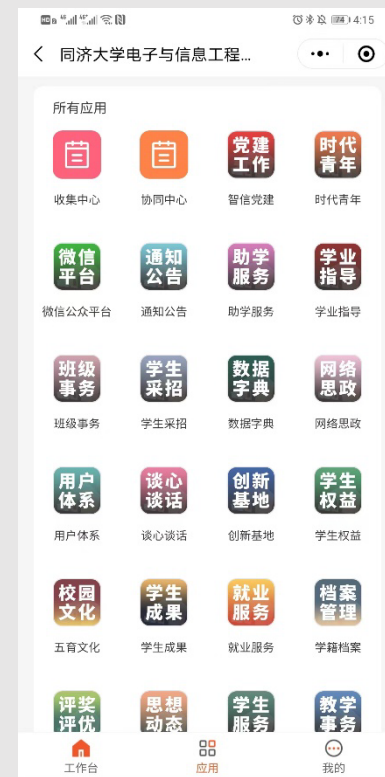 4:15
同济大学电子与信息工程...
所有应用
收集中心
协同中心
党建
工作
智信党建
时代
青年
时代青年
微信
平台
微信公众平台
通知
公告
通知公告
助学
服务
助学服务
学业
指导
学业指导
班级
事务
班级事务
学生
采招
学生采招
数据
字典
数据字典
网络
思政
网络思政
用户
体系
用户体系
谈心
谈话
谈心谈话
创新
基地
创新基地
学生
权益
学生权益
校园
文化
五育文化
学生
成果
学生成果
就业
服务
就业服务
档案
管理
学籍档案
评奖
评优
思想
动态
学生
服务
教学
事务
工作台
应用
我的